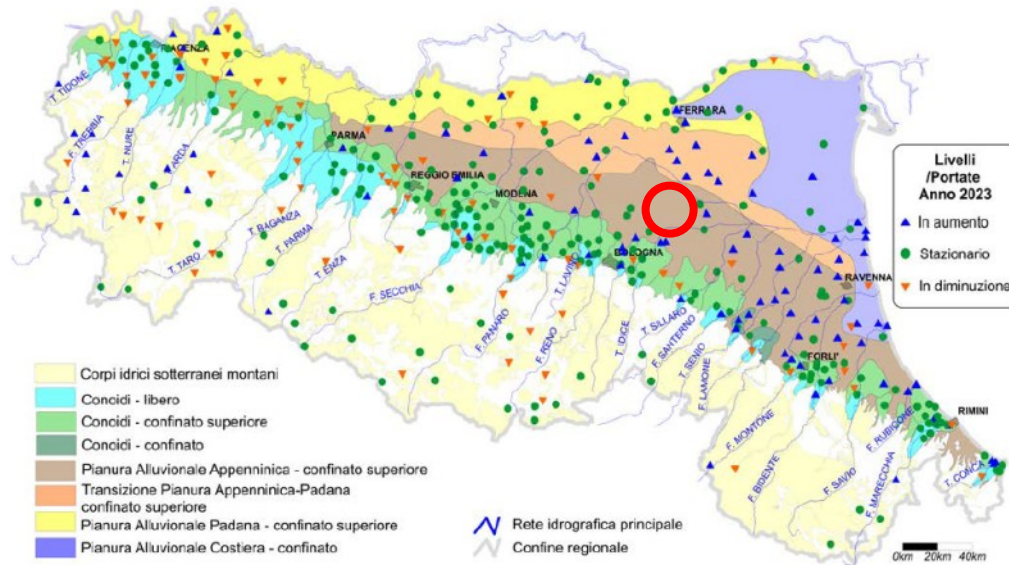 PIACENZA
T. TIDONE
F. TREBBIA
T. NURE
ARDA
PARMA
FERRARA
REGGIO EMILIA
MODENA
T. TARO
T. BAGANZA
T. PARMA
T. ENZA
F. SECCHIA
F. PANARO
F. RENO
T. LAVINO
BOLOGNA
T. IDICE
T. SILLARO
F. SANTERNO
T. SENIO
F. LAMONE
RAVENNA
FORLI'
F. MONTONE
F. BIDENTE
F. SAVIO
F. RUBICONE
F. MARECCHIA
RIMINI
T. CONCA
Livelli
/Portate
Anno 2023
In aumento
Stazionario
In diminuzione
Corpi idrici sotterranei montani
Concidi - libero
Concidi - confinato superiore
Concidi - confinato
Pianura Alluvionale Appenninica - confinato superiore
Transizione Pianura Appenninica-Padana
confinato superiore
Pianura Alluvionale Padana - confinato superiore
Pianura Alluvionale Costiera - confinato
Rete idrografica principale
Confine regionale
0km 20km 40km